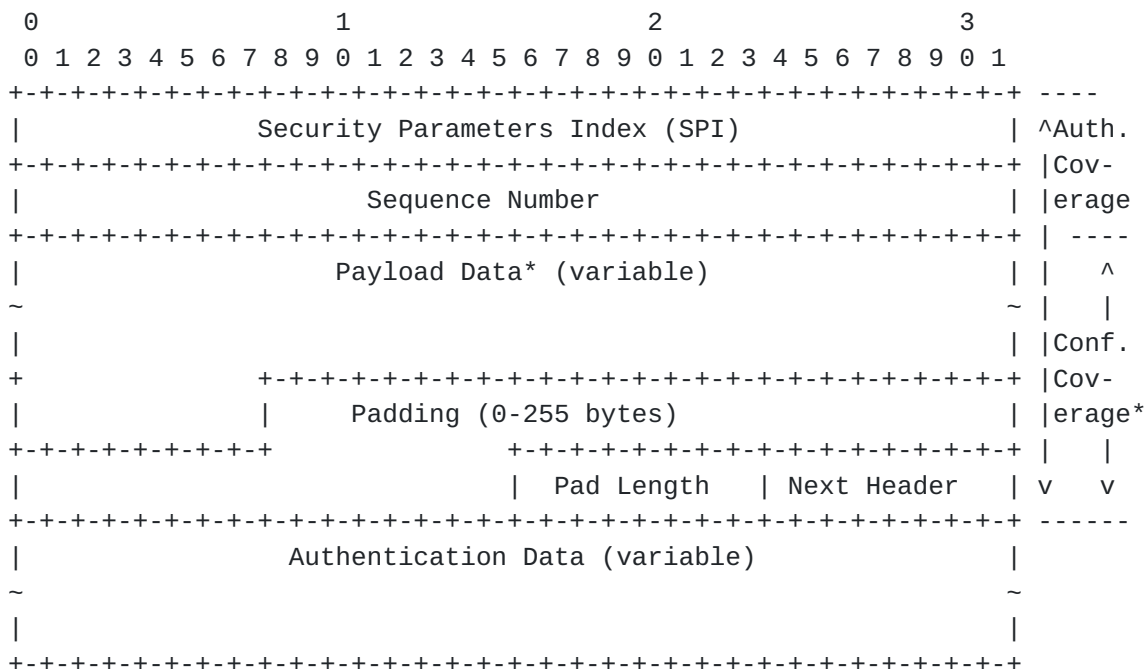 0                   1                   2                   3
 0 1 2 3 4 5 6 7 8 9 0 1 2 3 4 5 6 7 8 9 0 1 2 3 4 5 6 7 8 9 0 1
+-+-+-+-+-+-+-+-+-+-+-+-+-+-+-+-+-+-+-+-+-+-+-+-+-+-+-+-+-+-+-+-+ ----
|               Security Parameters Index (SPI)                 | ^Auth.
+-+-+-+-+-+-+-+-+-+-+-+-+-+-+-+-+-+-+-+-+-+-+-+-+-+-+-+-+-+-+-+-+ |Cov-
|                      Sequence Number                          | |erage
+-+-+-+-+-+-+-+-+-+-+-+-+-+-+-+-+-+-+-+-+-+-+-+-+-+-+-+-+-+-+-+-+ | ----
|                    Payload Data* (variable)                   | |   ^
~                                                               ~ |   |
|                                                               | |Conf.
+               +-+-+-+-+-+-+-+-+-+-+-+-+-+-+-+-+-+-+-+-+-+-+-+-+ |Cov-
|               |     Padding (0-255 bytes)                     | |erage*
+-+-+-+-+-+-+-+-+               +-+-+-+-+-+-+-+-+-+-+-+-+-+-+-+-+ |   |
|                               |  Pad Length   | Next Header   | v   v
+-+-+-+-+-+-+-+-+-+-+-+-+-+-+-+-+-+-+-+-+-+-+-+-+-+-+-+-+-+-+-+-+ ------
|                 Authentication Data (variable)                |
~                                                               ~
|                                                               |
+-+-+-+-+-+-+-+-+-+-+-+-+-+-+-+-+-+-+-+-+-+-+-+-+-+-+-+-+-+-+-+-+